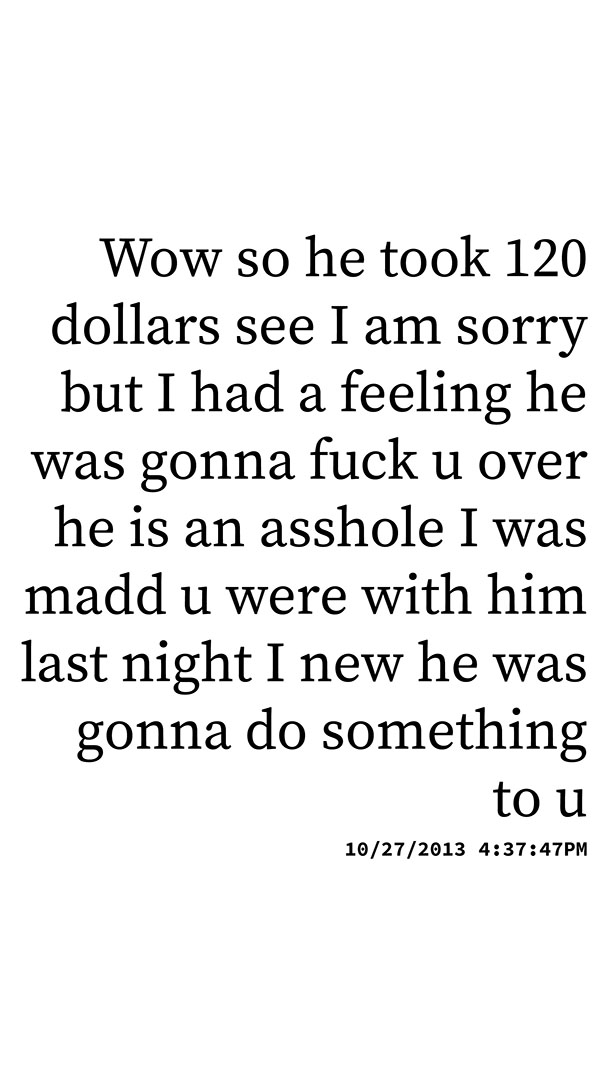 Wow so he took 120
dollars see I am sorry
but I had a feeling he
was gonna fuck u over
he is an asshole I was
madd u were with him
last night I new he was
gonna do something
to u
10/27/2013 4:37:47PM